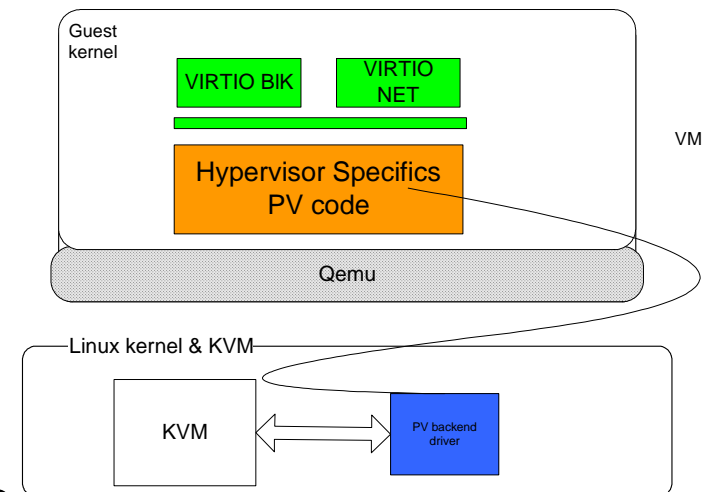 Guest
kernel
VIRTIO BIK
VIRTIO
NET
VM
Hypervisor Specifics
PV code
Qemu
Linux kernel & KVM
KVM
PV backend
driver